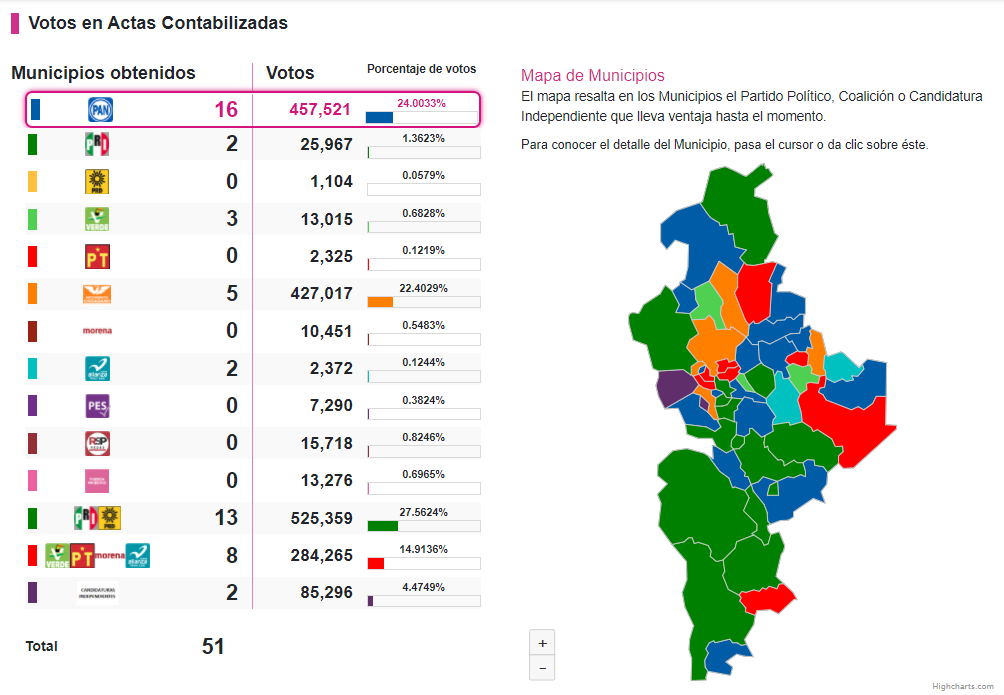 Votos en Actas Contabilizadas
Municipios obtenidos Votos Porcentaje de votos
PAN 16 457,521 24.0033%
PRD 2 25,967 1.3623%
PRD 0 1,104 0.0579%
VERDE 3 13,015 0.6828%
PT 0 2,325 0.1219%
5 427,017 22.4029%
morena 0 10,451 0.5483%
alianza 2 2,372 0.1244%
PES 0 7,290 0.3824%
RSP 0 15,718 0.8246%
0 13,276 0.6965%
PRD PRD 13 525,359 27.5624%
VERDE PT morena alianza 8 284,265 14.9136%
CANDIDATURAS INDEPENDIENTES 2 85,296 4.4749%
Total 51
Mapa de Municipios
El mapa resalta en los Municipios el Partido Político, Coalición o Candidatura
Independiente que lleva ventaja hasta el momento.
Para conocer el detalle del Municipio, pasa el cursor o da clic sobre éste.
+
−
Highcharts.com